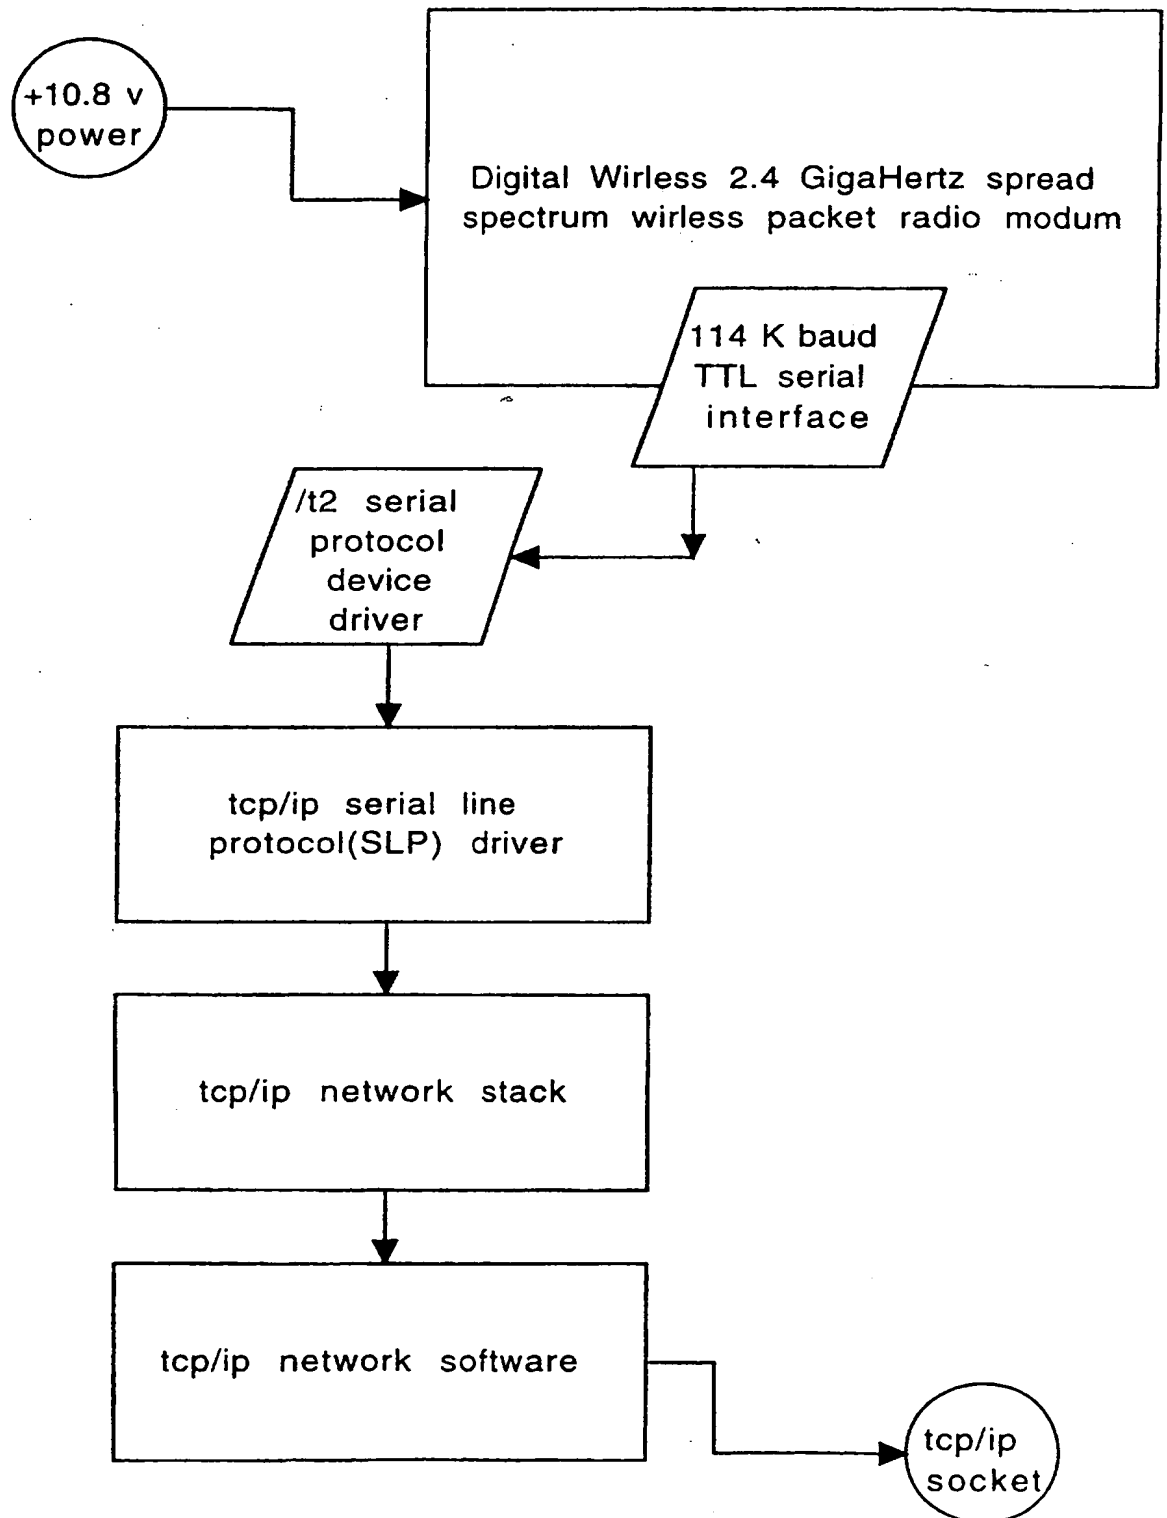 +10.8 v
power
Digital Wirless 2.4 GigaHertz spread
spectrum wirless packet radio modum
114 K baud
TTL serial
interface
/t2 serial
protocol
device
driver
tcp/ip serial line
protocol(SLP) driver
tcp/ip network stack
tcp/ip network software
tcp/ip
socket